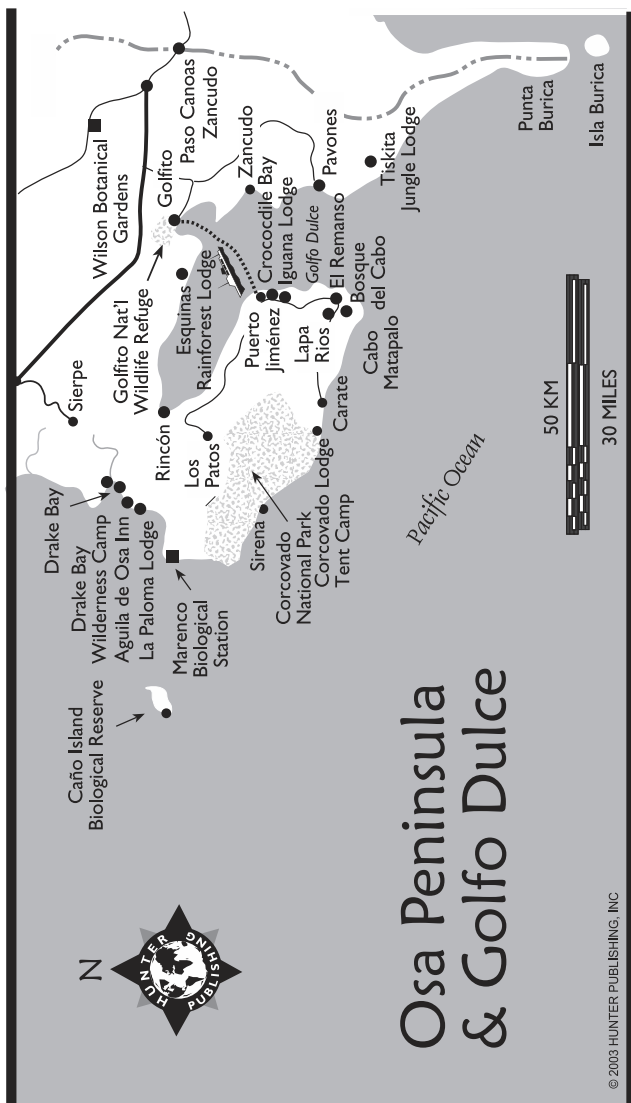 N
HUNTER
PUBLISHING
Osa Peninsula
& Golfo Dulce
© 2003 HUNTER PUBLISHING, INC
Caño Island
Biological Reserve
Drake Bay
Drake Bay
Wilderness Camp
Aguila de Osa Inn
La Paloma Lodge
Marenco
Biological
Station
Sierpe
Rincón
Los
Patos
Sirena
Corcovado
National Park
Corcovado Lodge
Tent Camp
Carate
Golfito Nat'l
Wildlife Refuge
Esquinas
Rainforest Lodge
Puerto
Jiménez
Lapa
Rios
Cabo
Matapalo
Wilson Botanical
Gardens
Golfito
Paso Canoas
Zancudo
Zancudo
Crococdile Bay
Iguana Lodge
Golfo Dulce
El Remanso
Bosque
del Cabo
Pavones
Tiskita
Jungle Lodge
Punta
Burica
Isla Burica
Pacific Ocean
50 KM
30 MILES